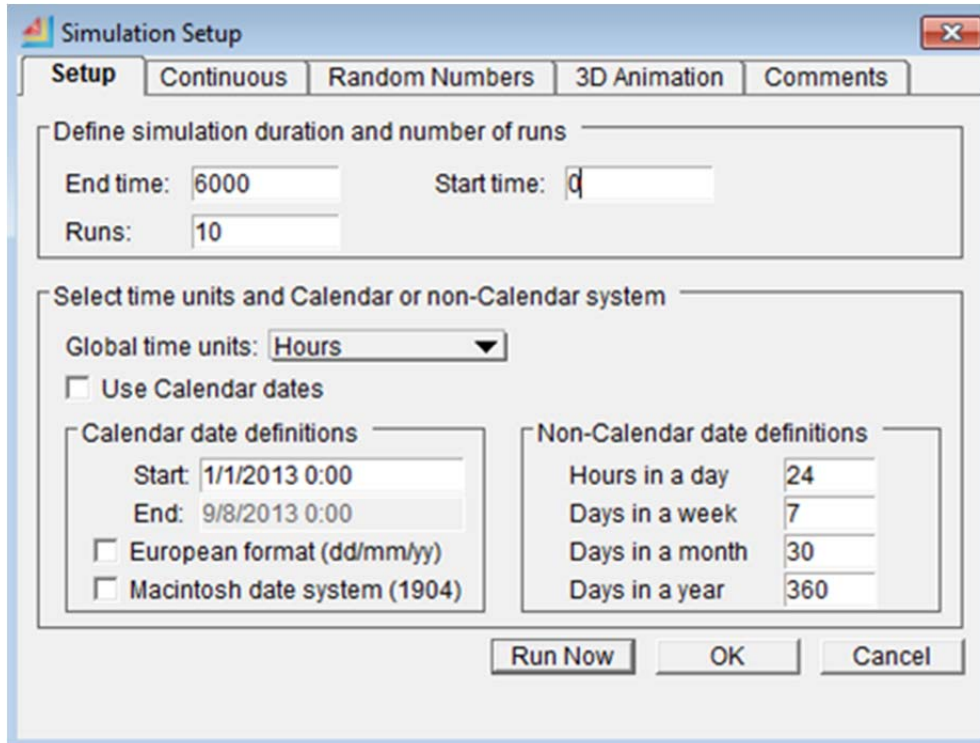 Simulation Setup
Setup Continuous Random Numbers 3D Animation Comments
Define simulation duration and number of runs
End time: 6000 Start time: 0
Runs: 10
Select time units and Calendar or non-Calendar system
Global time units: Hours
Use Calendar dates
Calendar date definitions
Start: 1/1/2013 0:00
End: 9/8/2013 0:00
European format (dd/mm/yy)
Macintosh date system (1904)
Non-Calendar date definitions
Hours in a day 24
Days in a week 7
Days in a month 30
Days in a year 360
Run Now OK Cancel